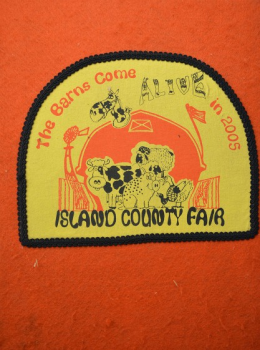 The Barns Come ALIVE in 2005
ISLAND COUNTY FAIR